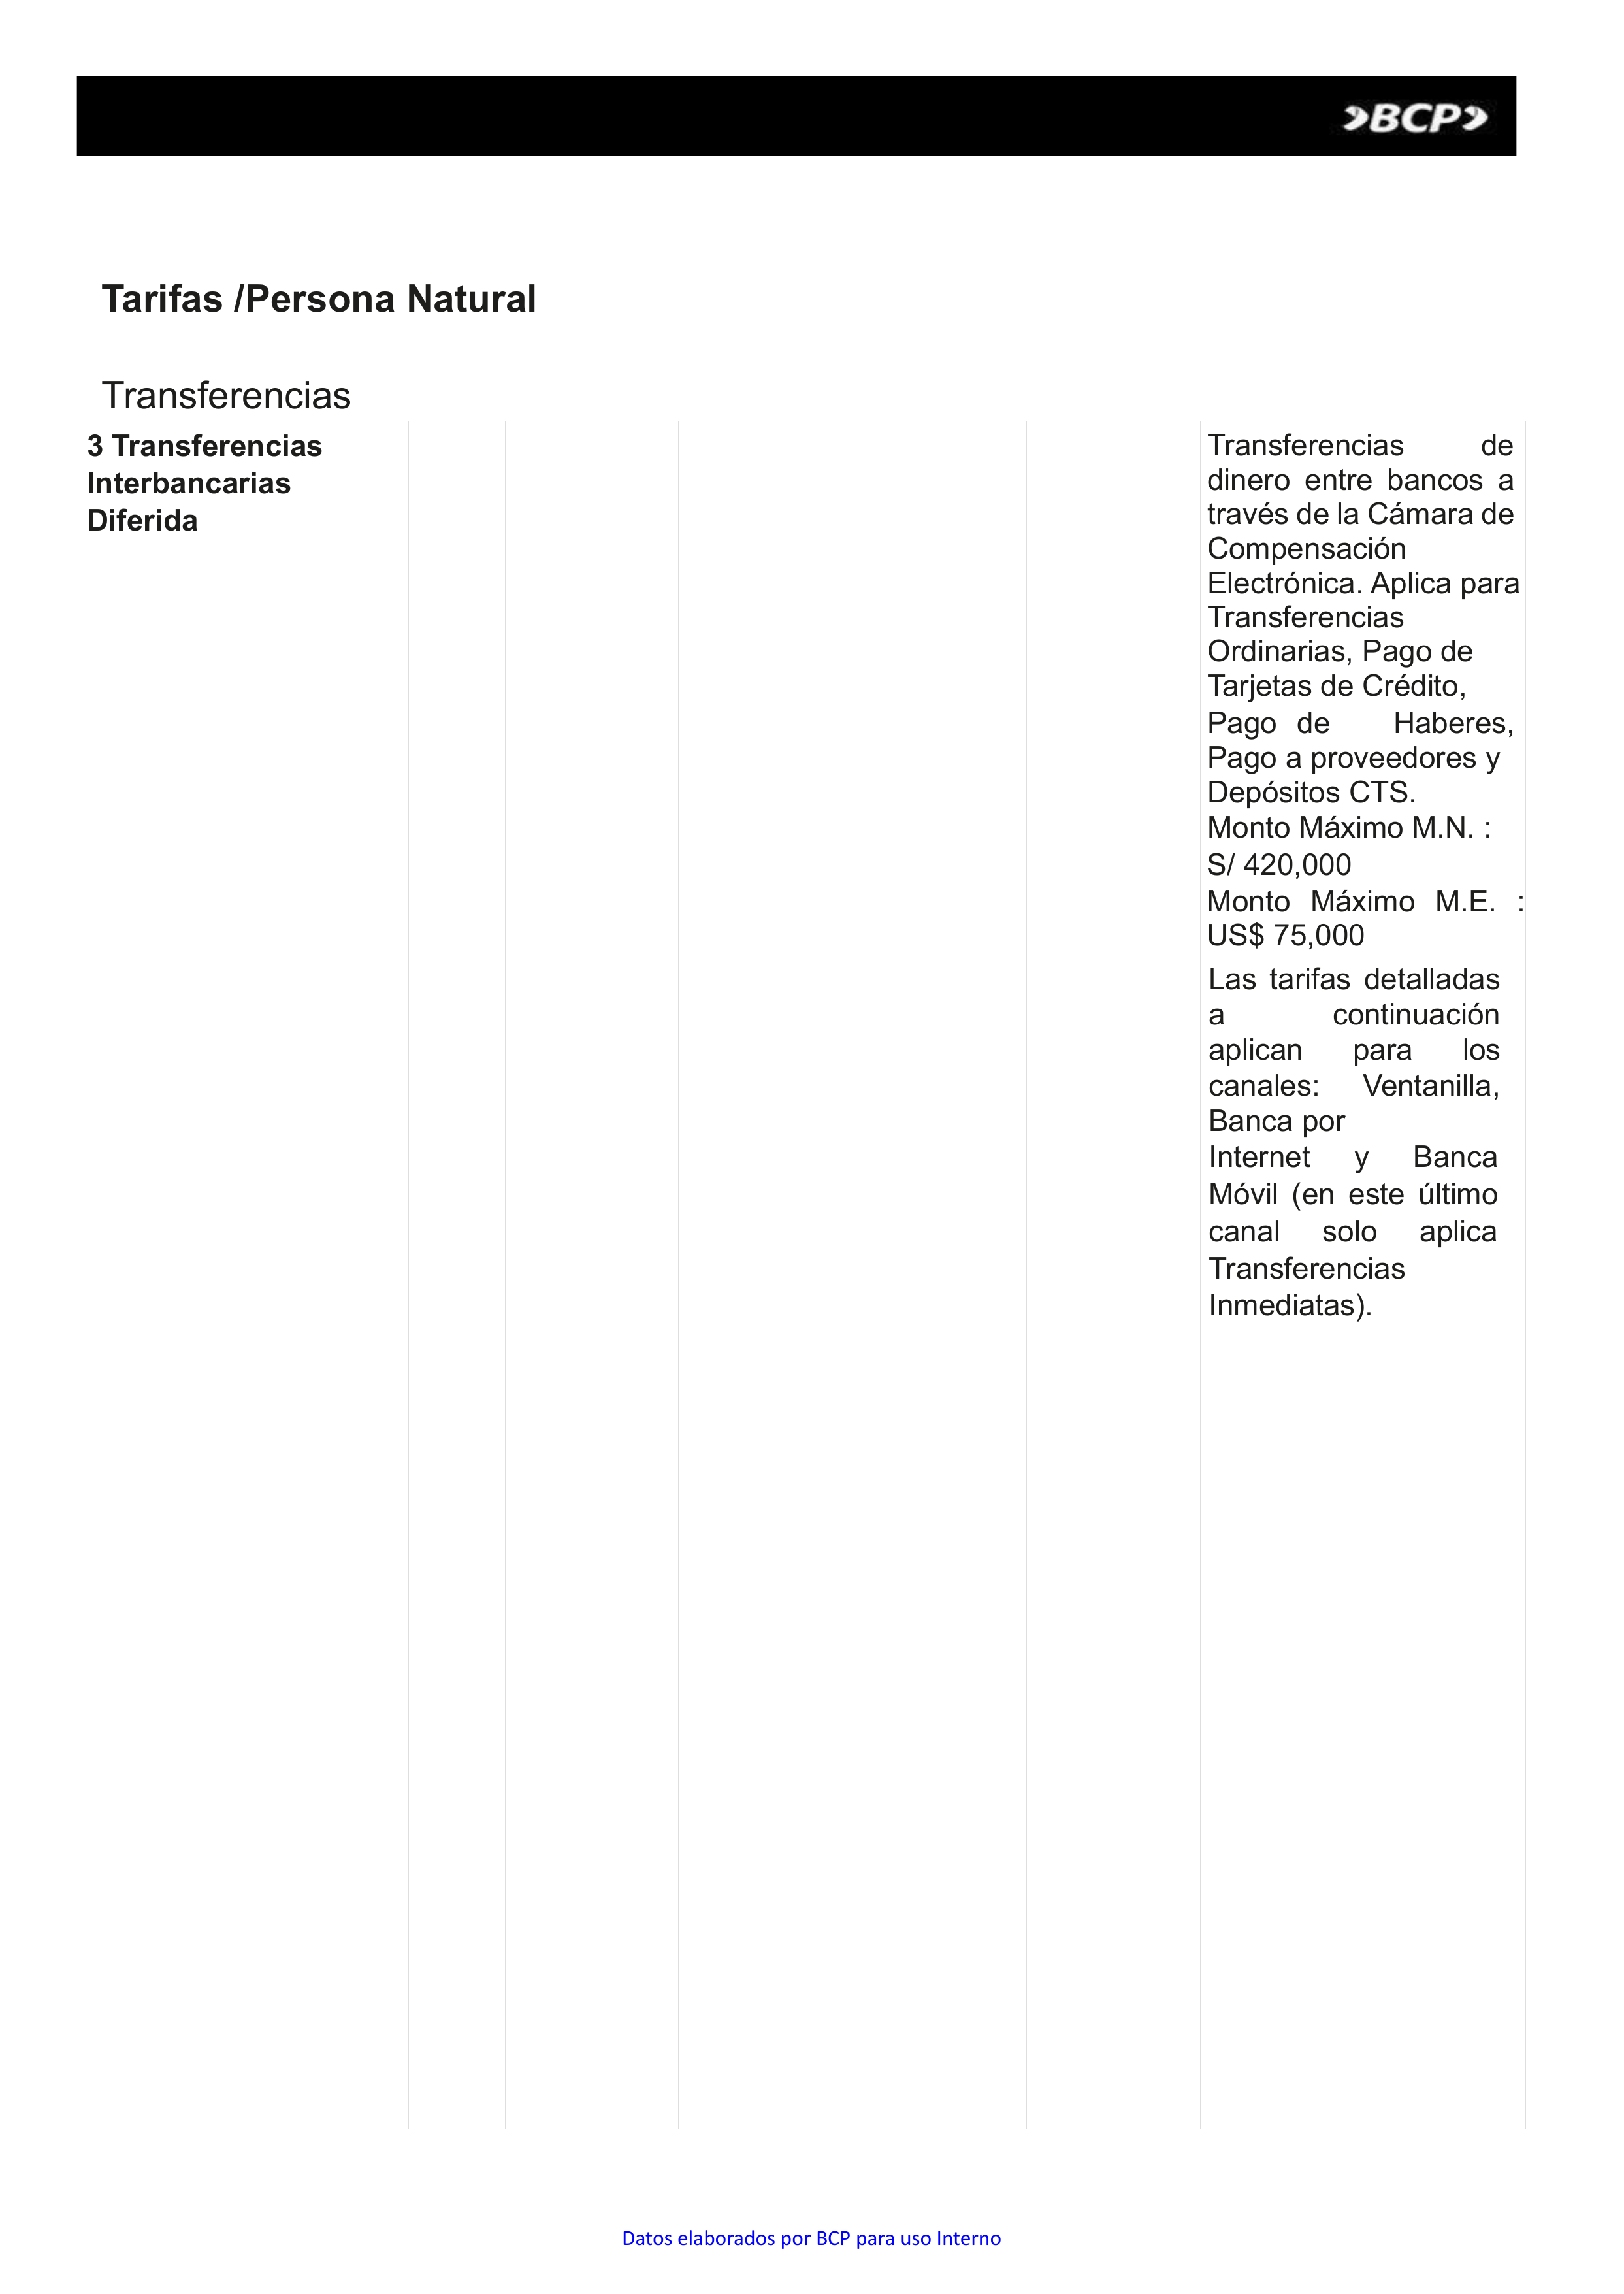 BCP
Tarifas /Persona Natural
Transferencias
3 Transferencias
Interbancarias
Diferida
Transferencias de
dinero entre bancos a
través de la Cámara de
Compensación
Electrónica. Aplica para
Transferencias
Ordinarias, Pago de
Tarjetas de Crédito,
Pago de Haberes,
Pago a proveedores y
Depósitos CTS.
Monto Máximo M.N. :
S/ 420,000
Monto Máximo M.E. :
US$ 75,000
Las tarifas detalladas
a continuación
aplican para los
canales: Ventanilla,
Banca por
Internet y Banca
Móvil (en este último
canal solo aplica
Transferencias
Inmediatas).
Datos elaborados por BCP para uso Interno